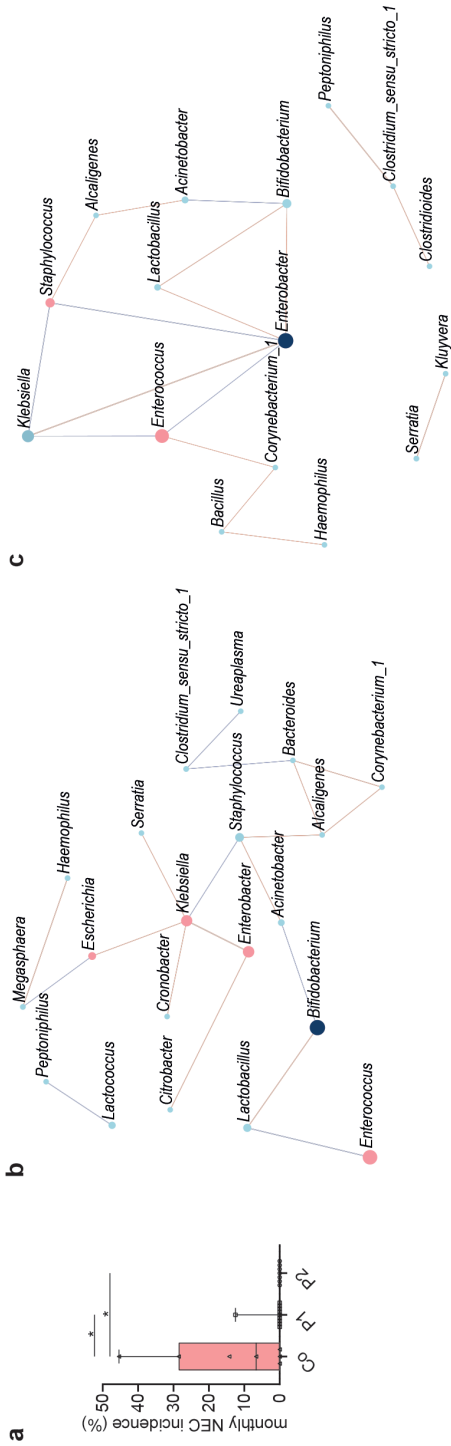 a
50
40
30
20
10
0
monthly NEC incidence (%)
*
*
C0
P1
P2
b
Megasphaera
Haemophilus
Peptoniphilus
Escherichia
Serratia
Clostridium_sensu_stricto_1
Lactococcus
Cronobacter
Klebsiella
Ureaplasma
Citrobacter
Staphylococcus
Enterobacter
Lactobacillus
Acinetobacter
Bacteroides
Alcaligenes
Bifidobacterium
Corynebacterium_1
Enterococcus
c
Klebsiella
Staphylococcus
Alcaligenes
Enterococcus
Lactobacillus
Acinetobacter
Bacillus
Corynebacterium_1
Enterobacter
Bifidobacterium
Haemophilus
Peptoniphilus
Clostridium_sensu_stricto_1
Clostridioides
Serratia
Kluyvera